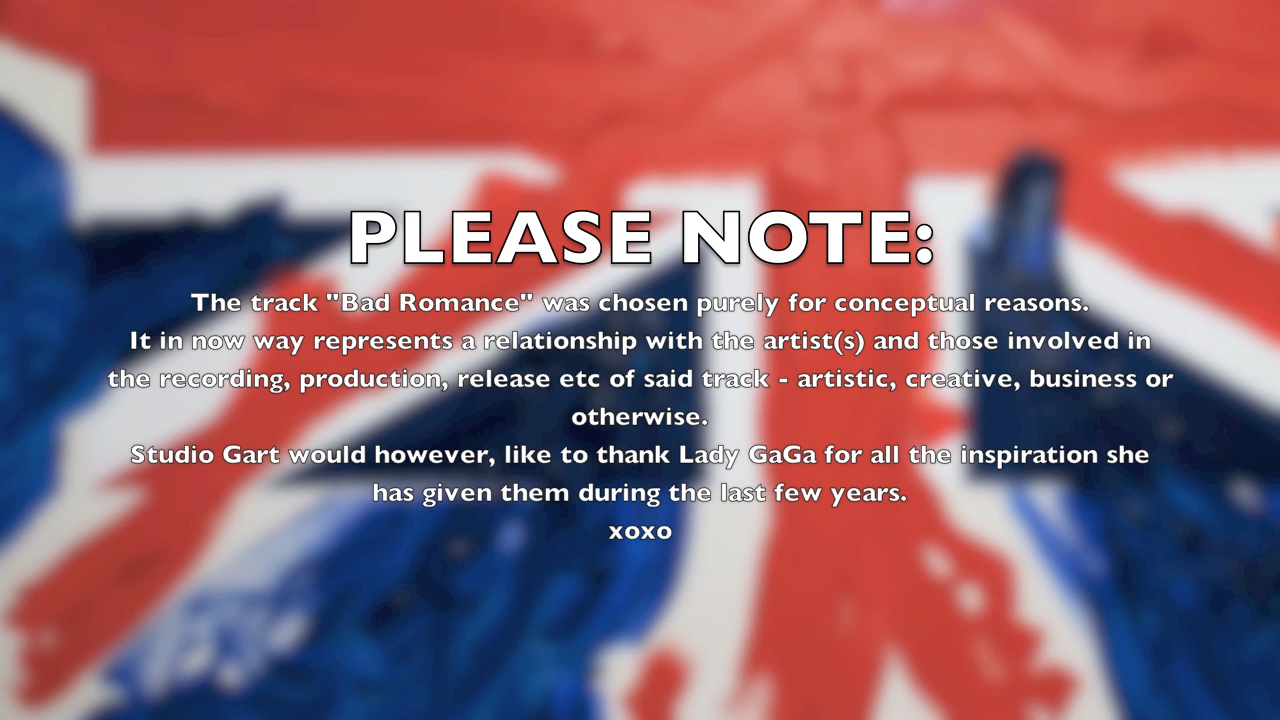 PLEASE NOTE:
The track "Bad Romance" was chosen purely for conceptual reasons.
It in now way represents a relationship with the artist(s) and those involved in
the recording, production, release etc of said track - artistic, creative, business or
otherwise.
Studio Gart would however, like to thank Lady GaGa for all the inspiration she
has given them during the last few years.
xoxo